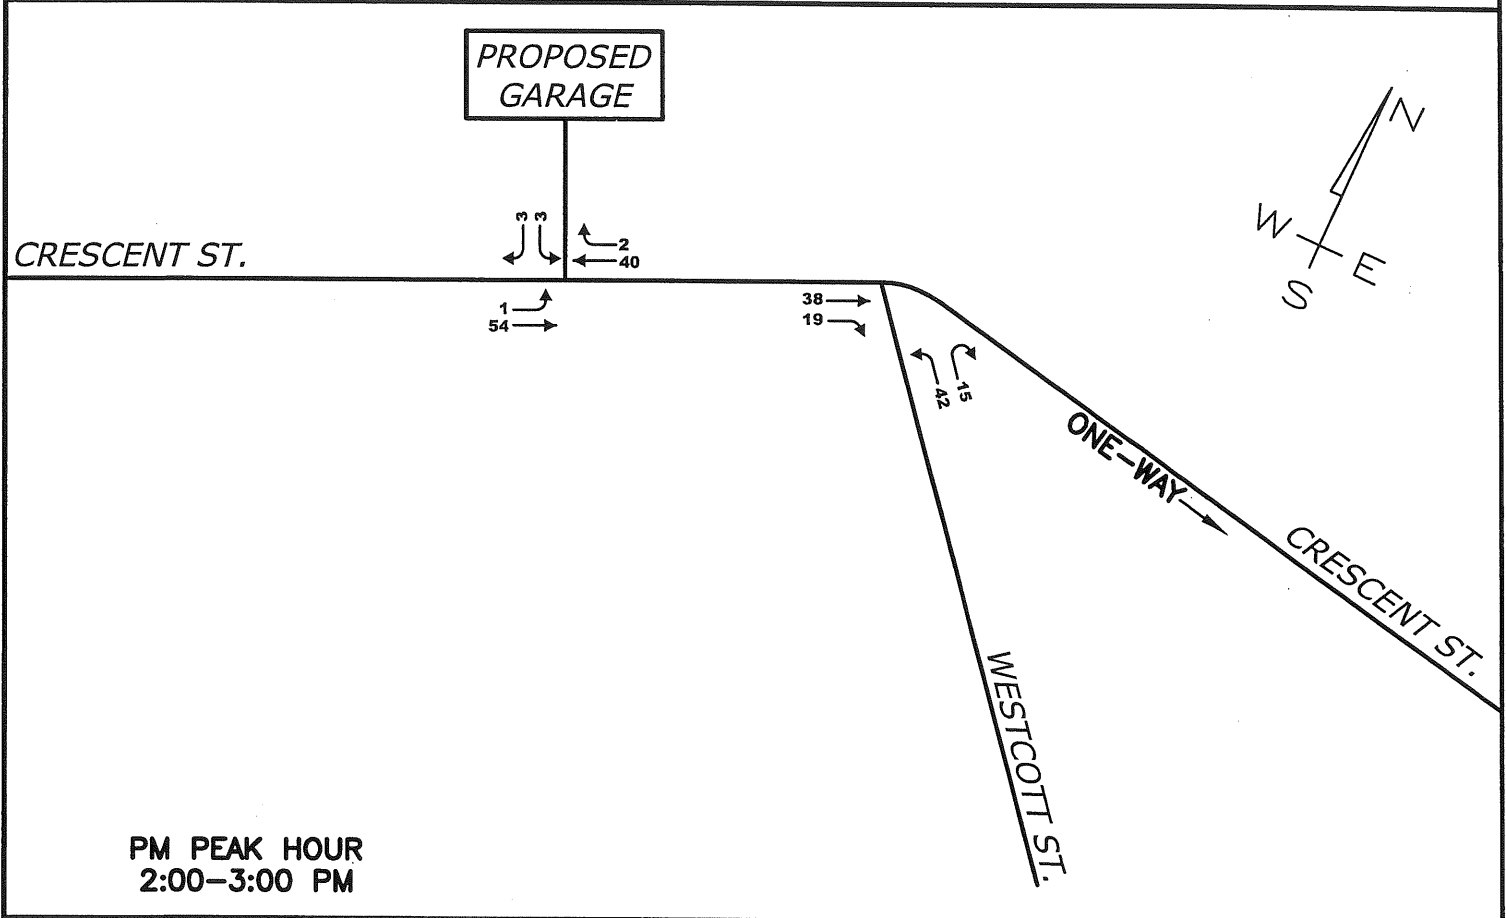 PROPOSED
GARAGE
N
W
E
S
CRESCENT ST.
3 3
2
40
1
54
38
19
42
15
ONE-WAY
CRESCENT ST.
WESTCOTT ST.
PM PEAK HOUR
2:00-3:00 PM